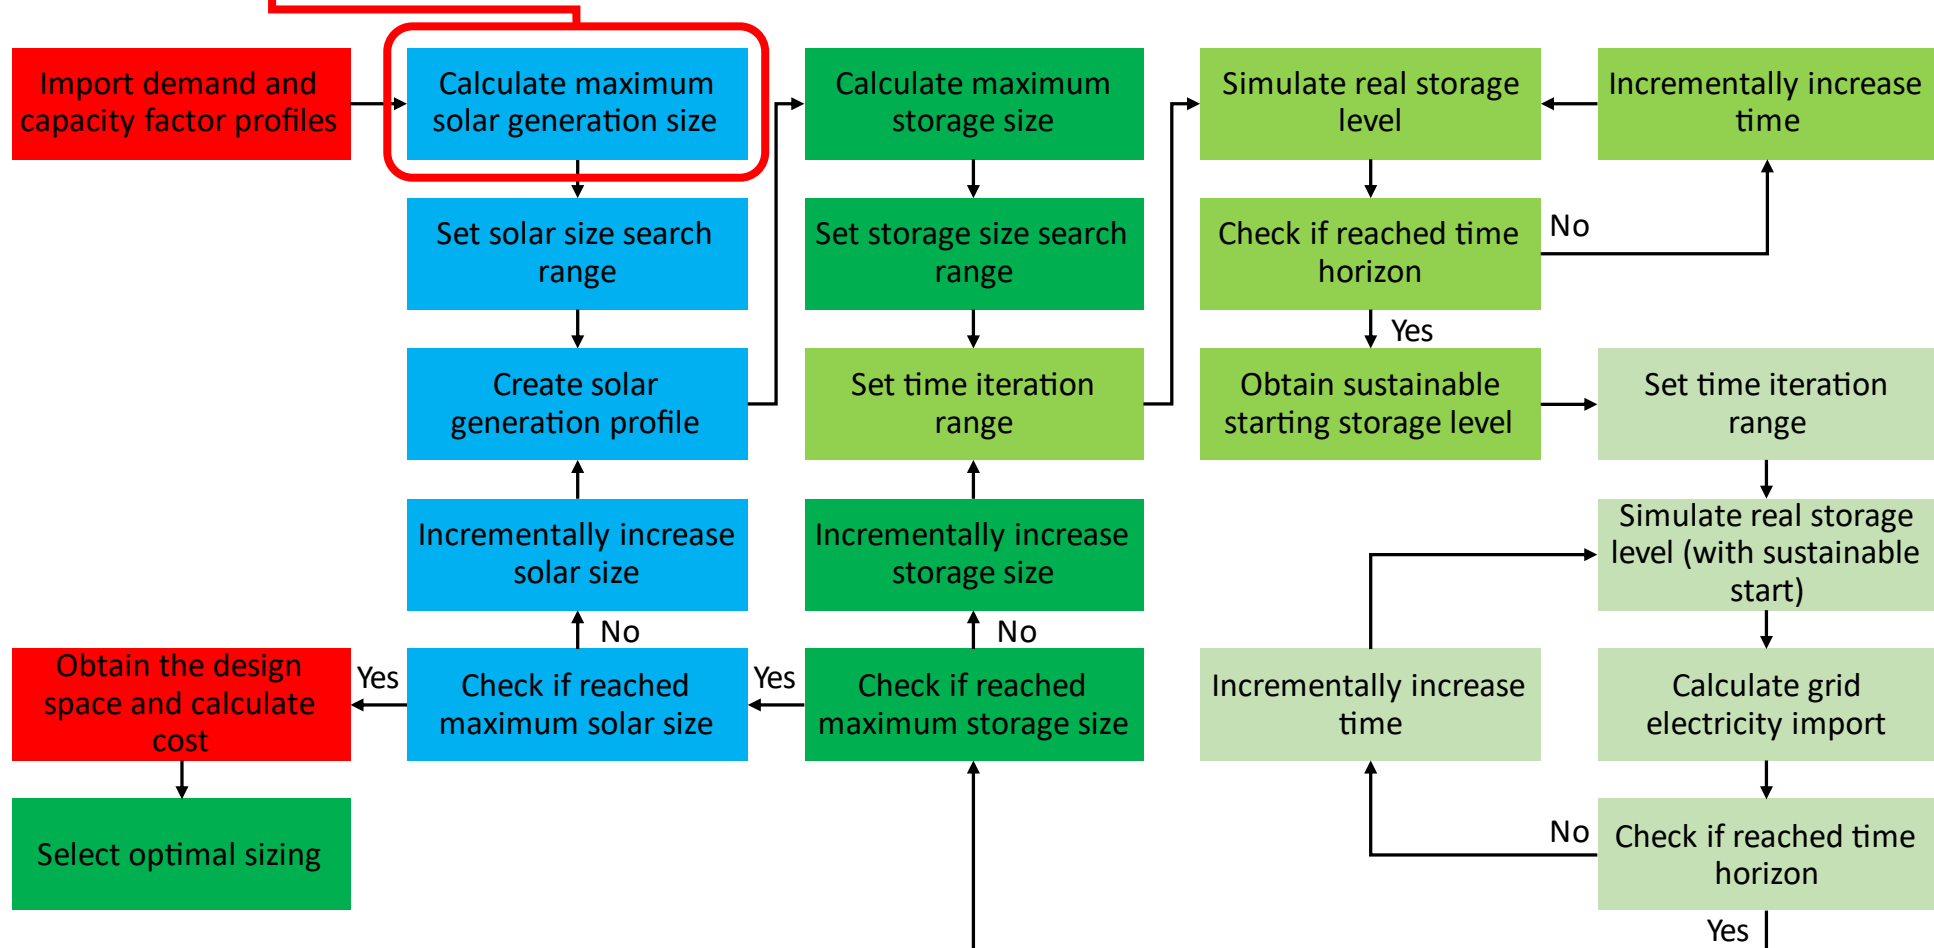 Import demand and
capacity factor profiles
Calculate maximum
solar generation size
Calculate maximum
storage size
Simulate real storage
level
Incrementally increase
time
Set solar size search
range
Set storage size search
range
Check if reached time
horizon
No
Yes
Create solar
generation profile
Set time iteration
range
Obtain sustainable
starting storage level
Set time iteration
range
Incrementally increase
solar size
Incrementally increase
storage size
Simulate real storage
level (with sustainable
start)
No
No
Obtain the design
space and calculate
cost
Yes
Check if reached
maximum solar size
Yes
Check if reached
maximum storage size
Incrementally increase
time
Calculate grid
electricity import
Select optimal sizing
No
Check if reached time
horizon
Yes